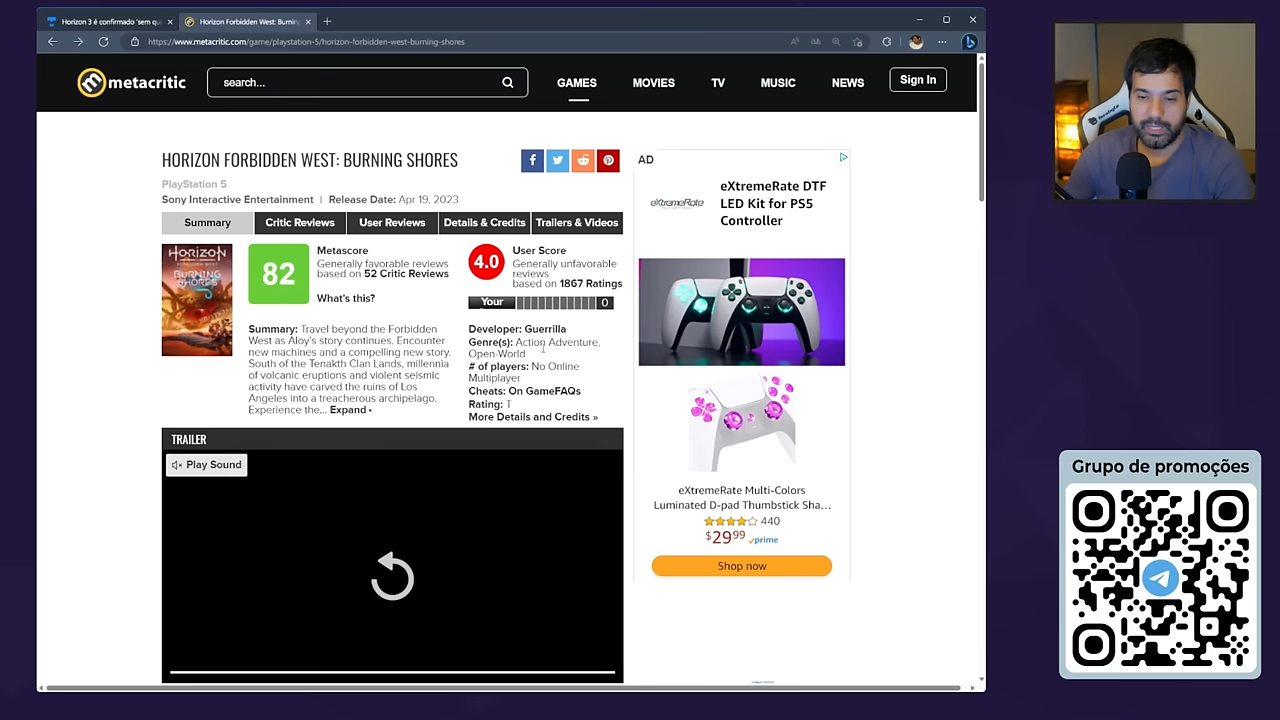 Horizon 3 é confirmado 'sem qu
Horizon Forbidden West: Burnin
https://www.metacritic.com/game/playstation-5/horizon-forbidden-west-burning-shores
metacritic
search...
GAMES
MOVIES
TV
MUSIC
NEWS
Sign In
HORIZON FORBIDDEN WEST: BURNING SHORES
PlayStation 5
Sony Interactive Entertainment | Release Date: Apr 19, 2023
Summary
Critic Reviews
User Reviews
Details & Credits
Trailers & Videos
HORIZON
BURNING
SHORES
82
Metascore
Generally favorable reviews
based on 52 Critic Reviews
What's this?
4.0
User Score
Generally unfavorable
reviews
based on 1867 Ratings
Your
0
Summary: Travel beyond the Forbidden
West as Aloy's story continues. Encounter
new machines and a compelling new story.
South of the Tenakth Clan Lands, millennia
of volcanic eruptions and violent seismic
activity have carved the ruins of Los
Angeles into a treacherous archipelago.
Experience the... Expand
Developer: Guerrilla
Genre(s): Action Adventure,
Open-World
# of players: No Online
Multiplayer
Cheats: On GameFAQs
Rating: T
More Details and Credits »
TRAILER
Play Sound
AD
eXtremeRate
eXtremeRate DTF
LED Kit for PS5
Controller
eXtremeRate Multi-Colors
Luminated D-pad Thumbstick Sha...
440
$29.99 prime
Shop now
Grupo de promoções